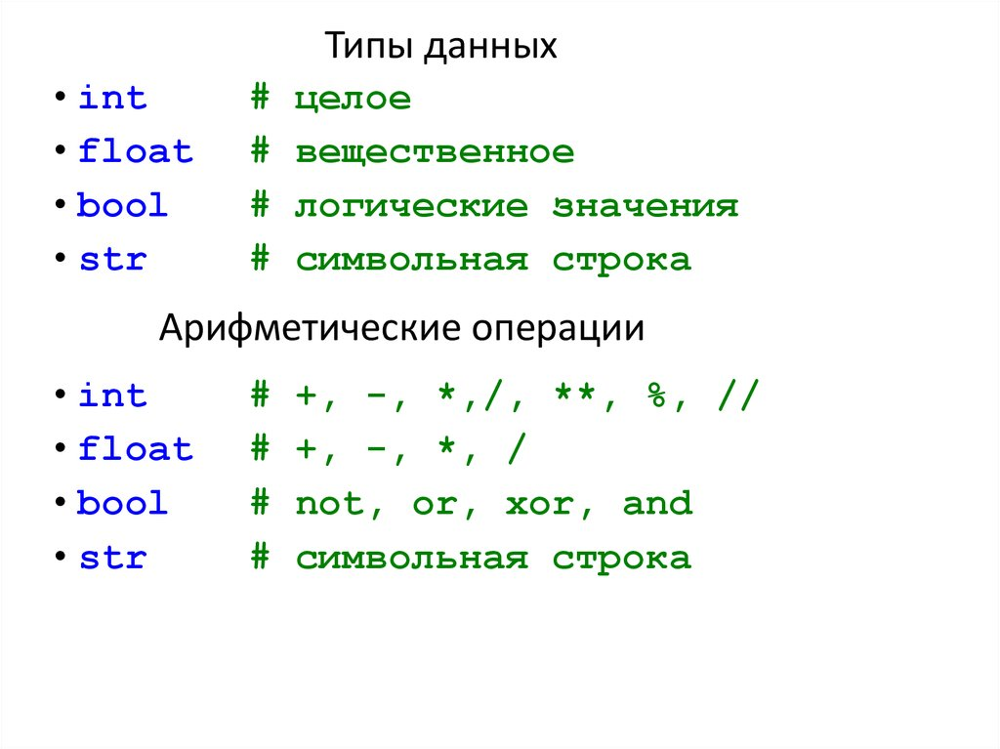 Типы данных
• int # целое
• float # вещественное
• bool # логические значения
• str # символьная строка
Арифметические операции
• int # +, -, *,/, **, %, //
• float # +, -, *, /
• bool # not, or, xor, and
• str # символьная строка